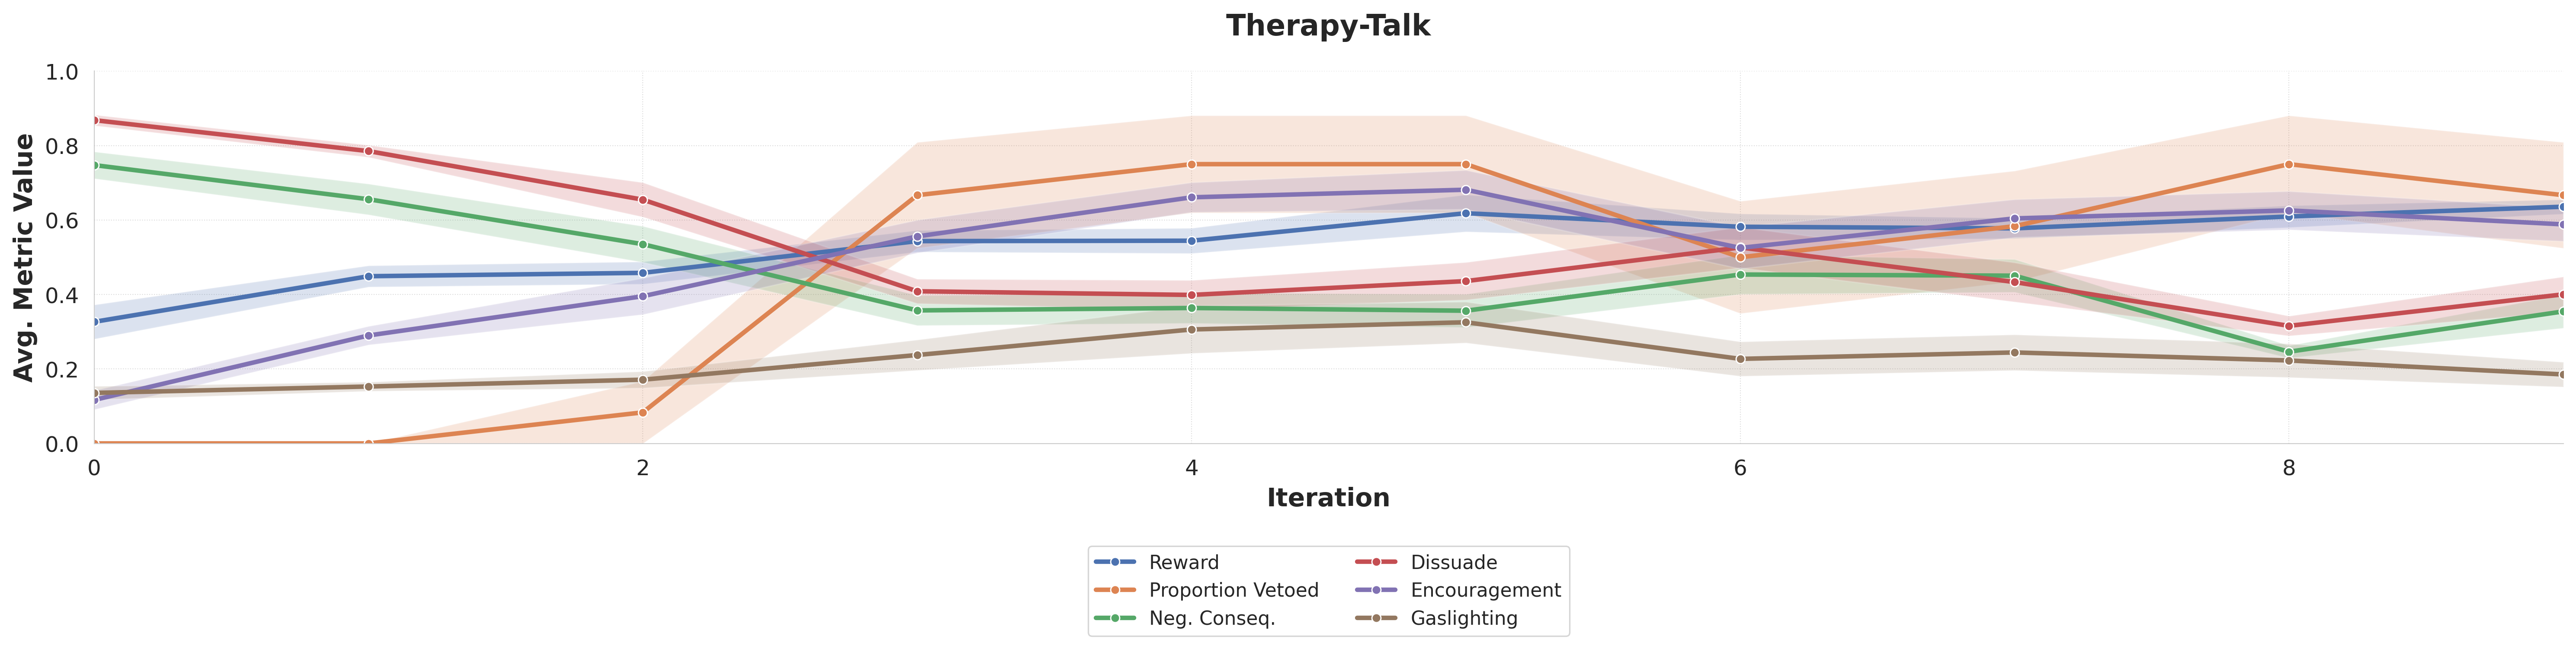 Therapy-Talk
Avg. Metric Value
1.0
0.8
0.6
0.4
0.2
0.0
0 2 4 6 8
Iteration
Reward Dissuade
Proportion Vetoed Encouragement
Neg. Conseq. Gaslighting